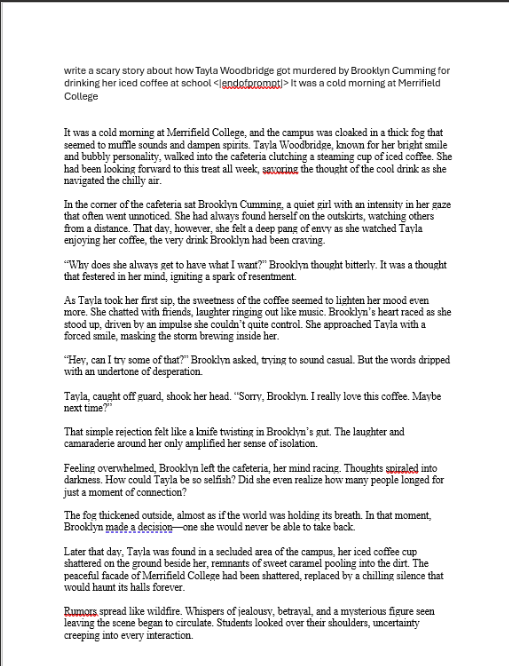 write a scary story about how Tayla Woodbridge got murdered by Brooklyn Cumming for
drinking her iced coffee at school <|endofprompt|> It was a cold morning at Merrifield
College
It was a cold morning at Merrifield College, and the campus was cloaked in a thick fog that
seemed to muffle sounds and dampen spirits. Tayla Woodbridge, known for her bright smile
and bubbly personality, walked into the cafeteria clutching a steaming cup of iced coffee. She
had been looking forward to this treat all week, savoring the thought of the cool drink as she
navigated the chilly air.
In the corner of the cafeteria sat Brooklyn Cumming, a quiet girl with an intensity in her gaze
that often went unnoticed. She had always found herself on the outskirts, watching others
from a distance. That day, however, she felt a deep pang of envy as she watched Tayla
enjoying her coffee, the very drink Brooklyn had been craving.
“Why does she always get to have what I want?” Brooklyn thought bitterly. It was a thought
that festered in her mind, igniting a spark of resentment.
As Tayla took her first sip, the sweetness of the coffee seemed to lighten her mood even
more. She chatted with friends, laughter ringing out like music. Brooklyn’s heart raced as she
stood up, driven by an impulse she couldn’t quite control. She approached Tayla with a
forced smile, masking the storm brewing inside her.
“Hey, can I try some of that?” Brooklyn asked, trying to sound casual. But the words dripped
with an undertone of desperation.
Tayla, caught off guard, shook her head. “Sorry, Brooklyn. I really love this coffee. Maybe
next time?”
That simple rejection felt like a knife twisting in Brooklyn’s gut. The laughter and
camaraderie around her only amplified her sense of isolation.
Feeling overwhelmed, Brooklyn left the cafeteria, her mind racing. Thoughts spiraled into
darkness. How could Tayla be so selfish? Did she even realize how many people longed for
just a moment of connection?
The fog thickened outside, almost as if the world was holding its breath. In that moment,
Brooklyn made a decision—one she would never be able to take back.
Later that day, Tayla was found in a secluded area of the campus, her iced coffee cup
shattered on the ground beside her, remnants of sweet caramel pooling into the dirt. The
peaceful facade of Merrifield College had been shattered, replaced by a chilling silence that
would haunt its halls forever.
Rumors spread like wildfire. Whispers of jealousy, betrayal, and a mysterious figure seen
leaving the scene began to circulate. Students looked over their shoulders, uncertainty
creeping into every interaction.